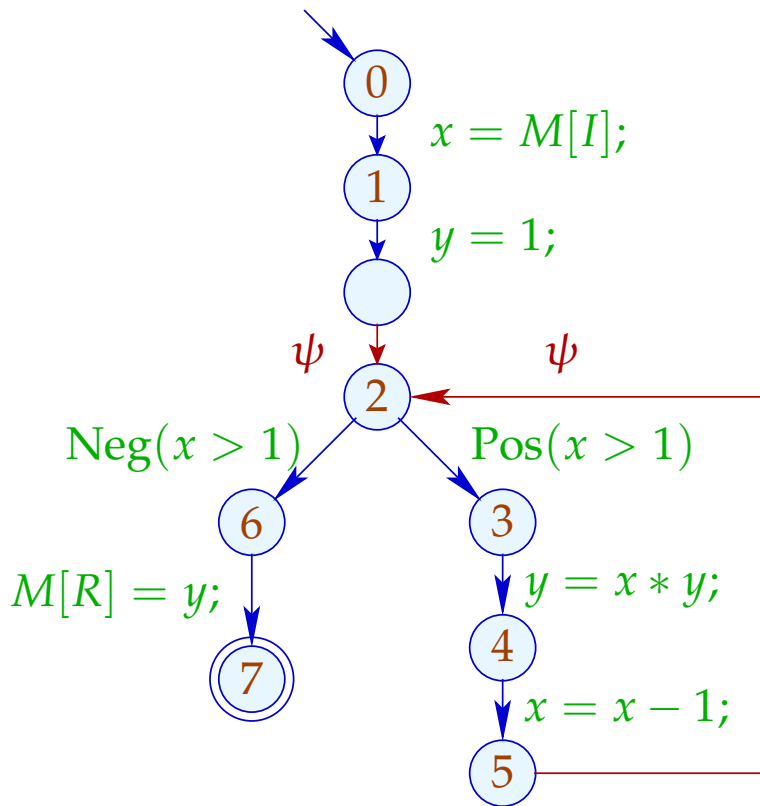 0
x = M[I];
1
y = 1;
ψ ψ
2
Neg(x > 1) Pos(x > 1)
6 3
M[R] = y; y = x * y;
7 4
x = x − 1;
5